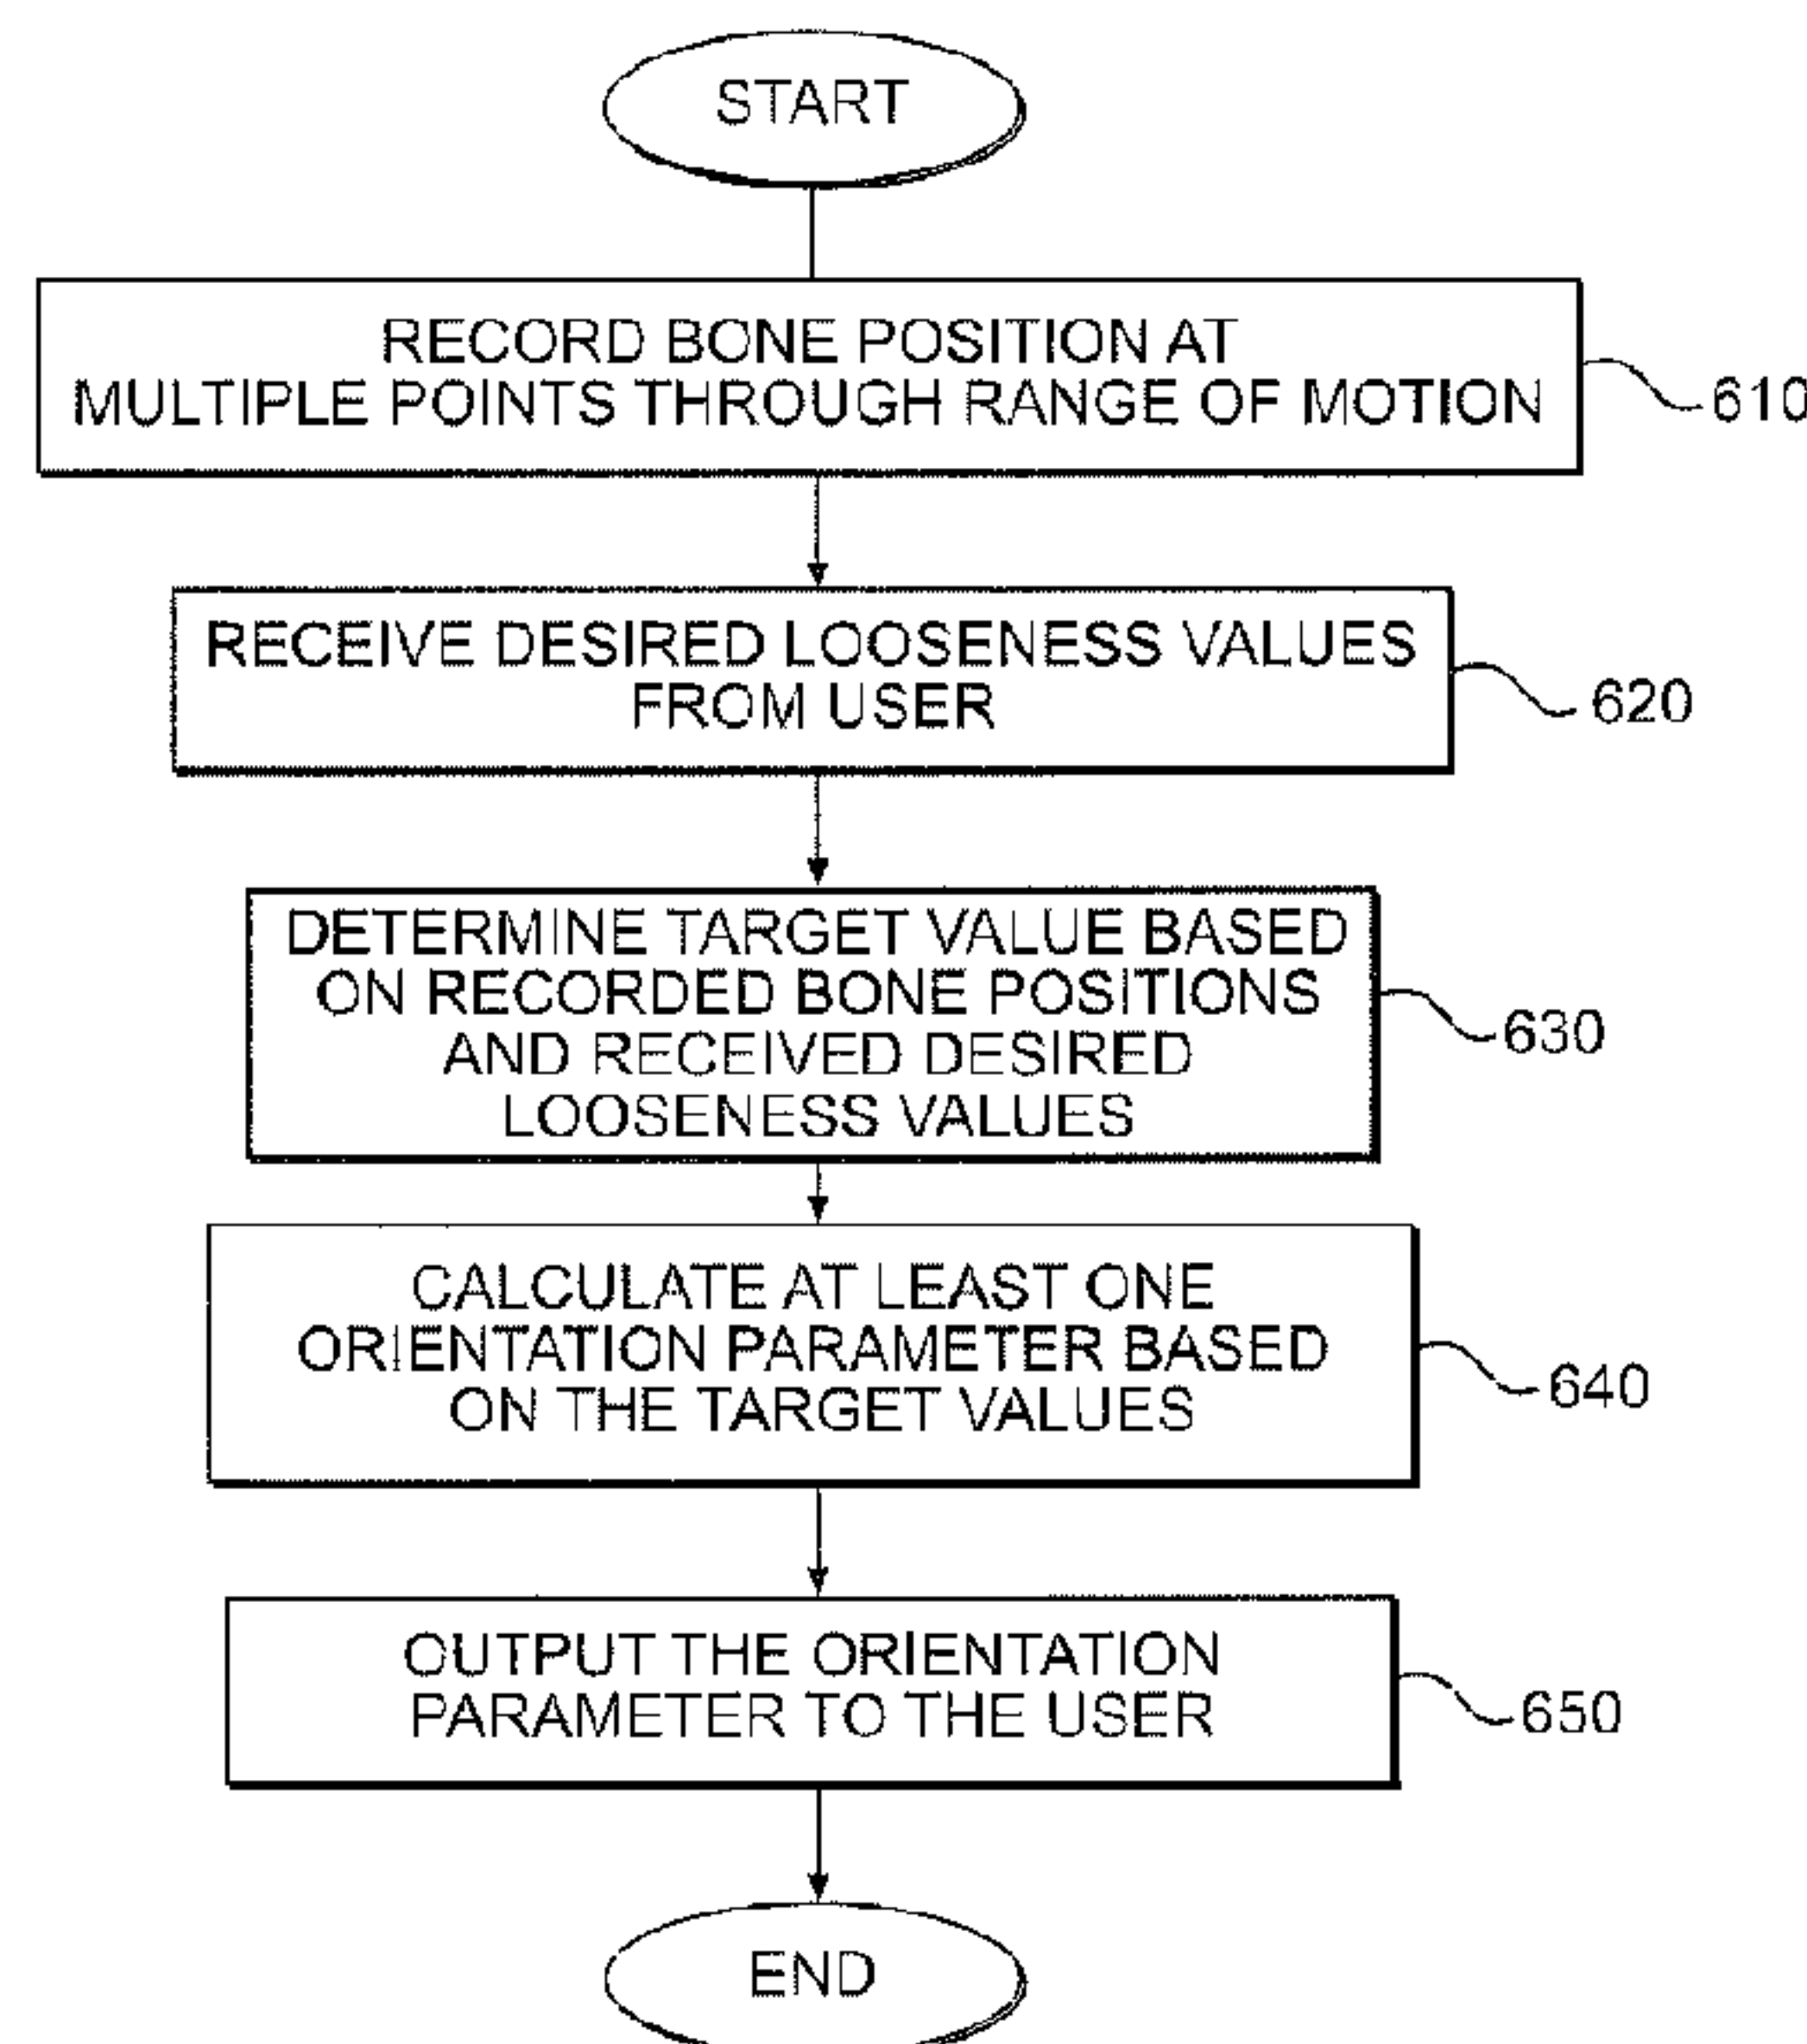 START
RECORD BONE POSITION AT
MULTIPLE POINTS THROUGH RANGE OF MOTION
610
RECEIVE DESIRED LOOSENESS VALUES
FROM USER
620
DETERMINE TARGET VALUE BASED
ON RECORDED BONE POSITIONS
AND RECEIVED DESIRED
LOOSENESS VALUES
630
CALCULATE AT LEAST ONE
ORIENTATION PARAMETER BASED
ON THE TARGET VALUES
640
OUTPUT THE ORIENTATION
PARAMETER TO THE USER
650
END